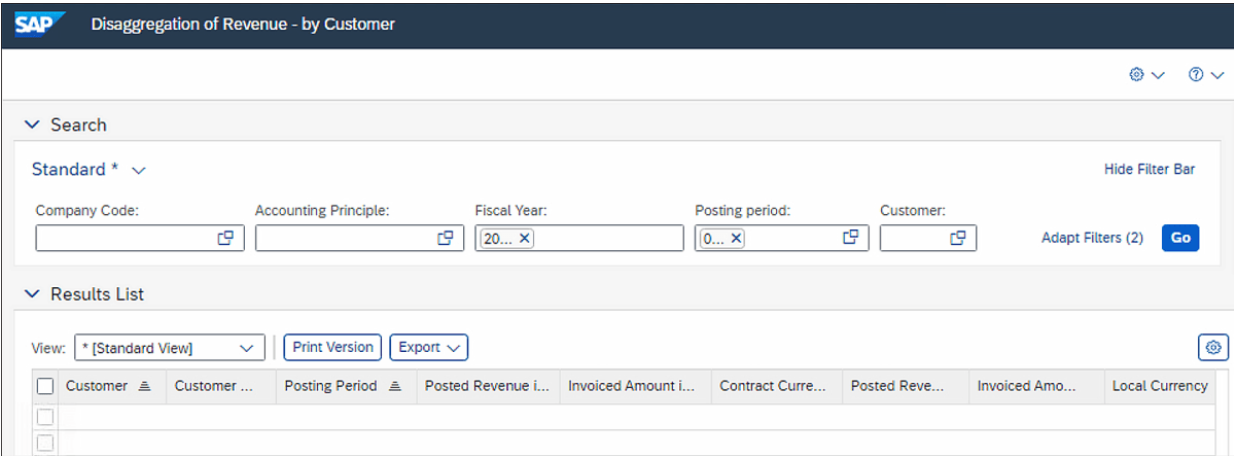 SAP Disaggregation of Revenue - by Customer
Search
Standard * Hide Filter Bar
Company Code: Accounting Principle: Fiscal Year: Posting period: Customer:
20... 0... Adapt Filters (2) Go
Results List
View: * [Standard View] Print Version Export
Customer Customer ... Posting Period Posted Revenue i... Invoiced Amount i... Contract Curre... Posted Reve... Invoiced Amo... Local Currency